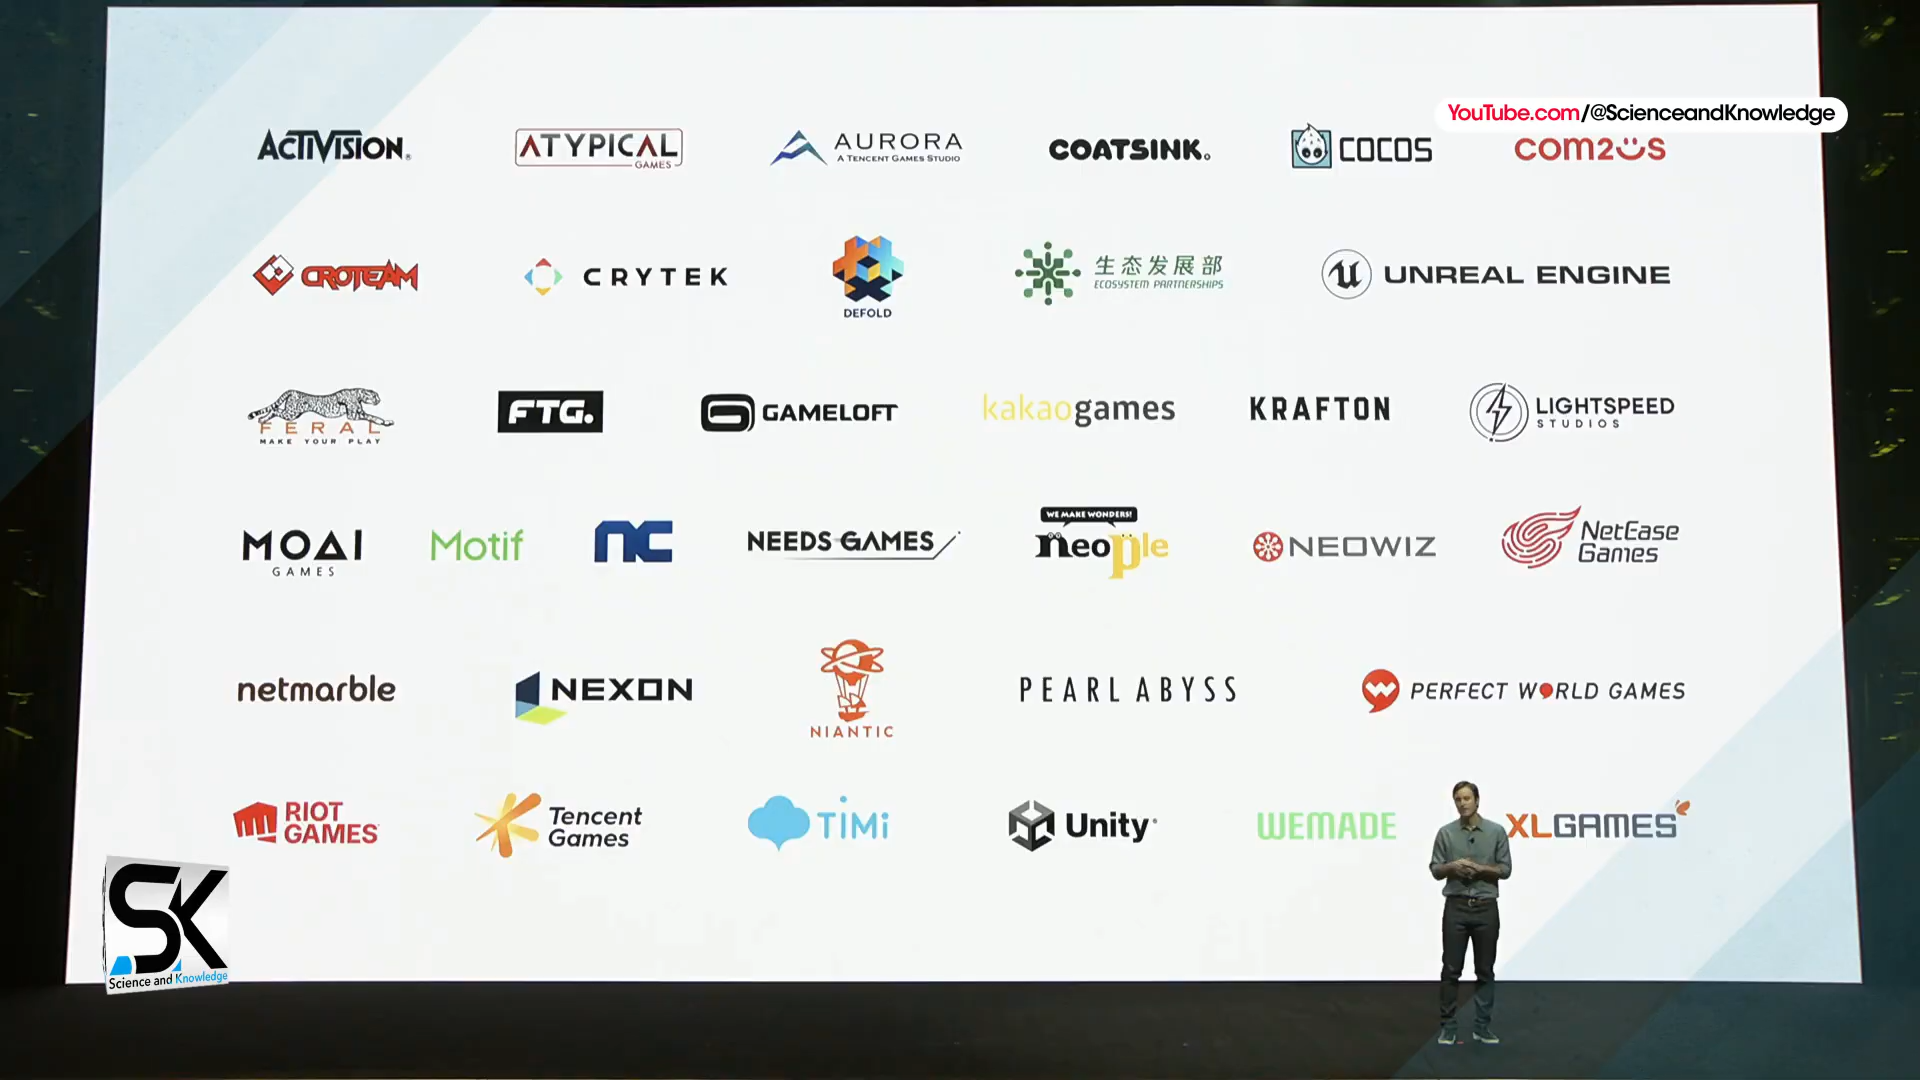 YouTube.com/@ScienceandKnowledge
ACTIVISION
ATYPICAL
GAMES
AURORA
A TENCENT GAMES STUDIO
COATSINK
COCOS
COM2US
CROTEAM
CRYTEK
DEFOLD
生态发展部
ECOSYSTEM PARTNERSHIPS
UNREAL ENGINE
FERAL
MAKE YOUR PLAY
FTG.
GAMELOFT
kakaogames
KRAFTON
LIGHTSPEED
STUDIOS
MOAI
GAMES
Motif
NC
NEEDS GAMES
WE MAKE WONDERS!
neople
NEOWIZ
NetEase
Games
netmarble
NEXON
NIANTIC
PEARL ABYSS
PERFECT WORLD GAMES
RIOT
GAMES
Tencent
Games
TiMi
Unity
WEMADE
XLGAMES
SK
Science and Knowledge